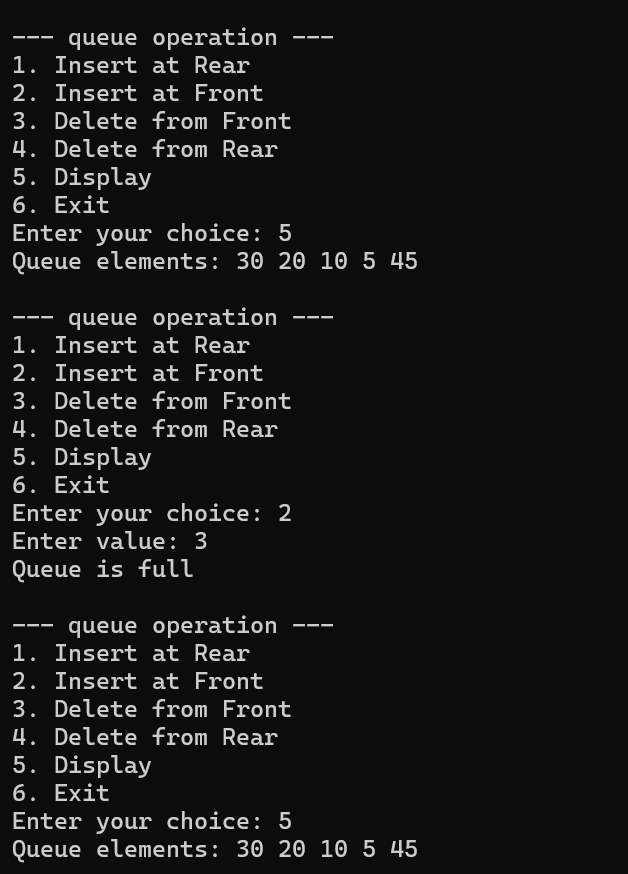 --- queue operation ---
1. Insert at Rear
2. Insert at Front
3. Delete from Front
4. Delete from Rear
5. Display
6. Exit
Enter your choice: 5
Queue elements: 30 20 10 5 45
--- queue operation ---
1. Insert at Rear
2. Insert at Front
3. Delete from Front
4. Delete from Rear
5. Display
6. Exit
Enter your choice: 2
Enter value: 3
Queue is full
--- queue operation ---
1. Insert at Rear
2. Insert at Front
3. Delete from Front
4. Delete from Rear
5. Display
6. Exit
Enter your choice: 5
Queue elements: 30 20 10 5 45